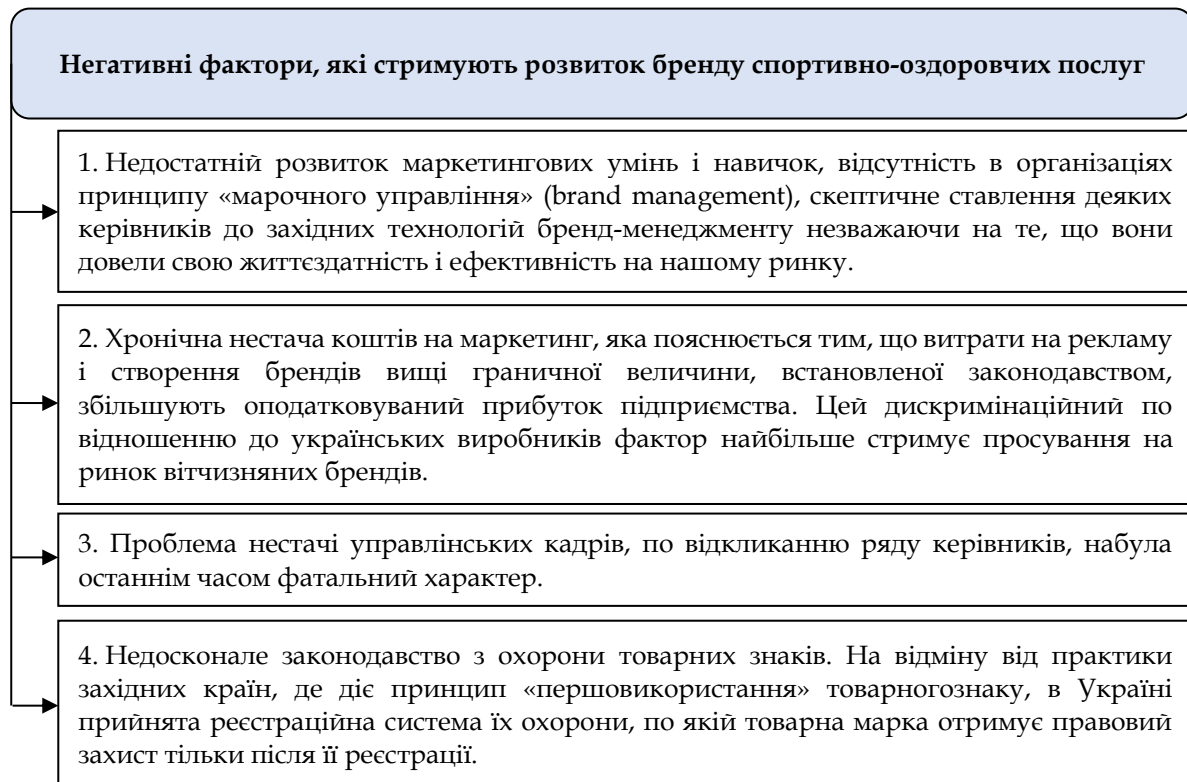 Негативні фактори, які стримують розвиток бренду спортивно-оздоровчих послуг
1. Недостатній розвиток маркетингових умінь і навичок, відсутність в організаціях
принципу «марочного управління» (brand management), скептичне ставлення деяких
керівників до західних технологій бренд-менеджменту незважаючи на те, що вони
довели свою життєздатність і ефективність на нашому ринку.
2. Хронічна нестача коштів на маркетинг, яка пояснюється тим, що витрати на рекламу
і створення брендів вищі граничної величини, встановленої законодавством,
збільшують оподатковуваний прибуток підприємства. Цей дискримінаційний по
відношенню до українських виробників фактор найбільше стримує просування на
ринок вітчизняних брендів.
3. Проблема нестачі управлінських кадрів, по відкликанню ряду керівників, набула
останнім часом фатальний характер.
4. Недосконале законодавство з охорони товарних знаків. На відміну від практики
західних країн, де діє принцип «першовикористання» товарногознаку, в Україні
прийнята реєстраційна система їх охорони, по якій товарна марка отримує правовий
захист тільки після її реєстрації.